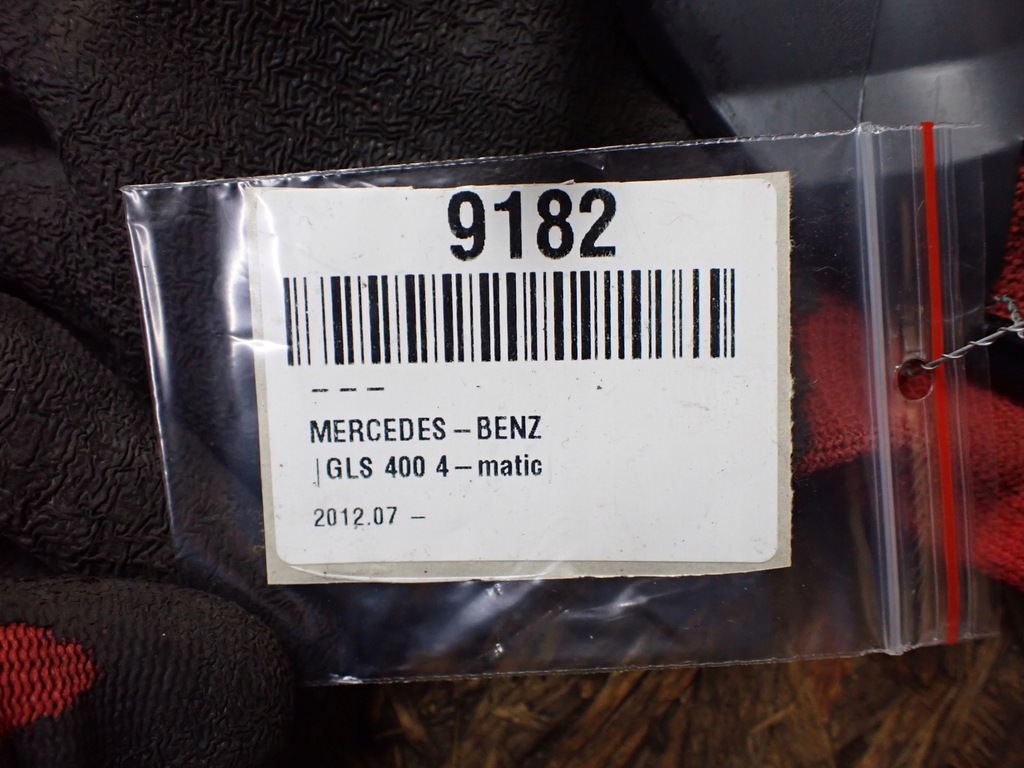 9182
– – –
MERCEDES – BENZ
|GLS 400 4 – matic
2012.07 –